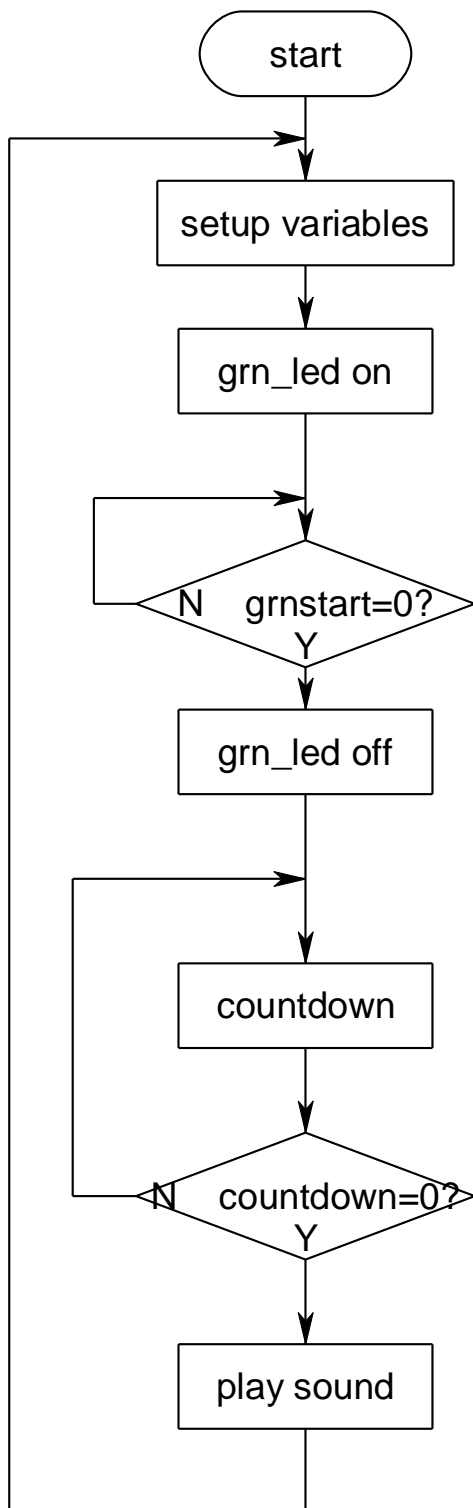 start
setup variables
grn_led on
N grnstart=0?
Y
grn_led off
countdown
N countdown=0?
Y
play sound